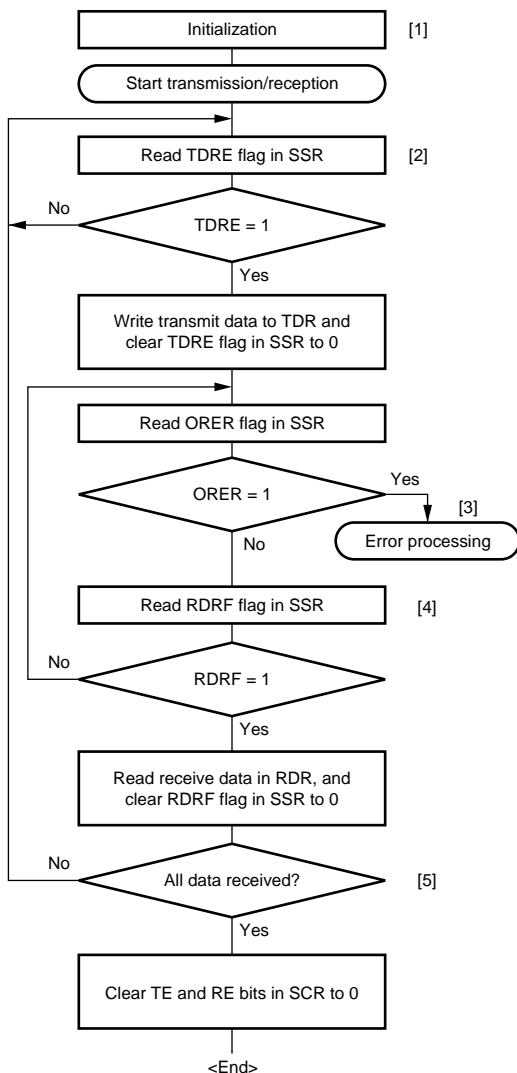 Initialization
[1]
Start transmission/reception
Read TDRE flag in SSR
[2]
No
TDRE = 1
Yes
Write transmit data to TDR and
clear TDRE flag in SSR to 0
Read ORER flag in SSR
Yes
ORER = 1
[3]
No
Error processing
Read RDRF flag in SSR
[4]
No
RDRF = 1
Yes
Read receive data in RDR, and
clear RDRF flag in SSR to 0
No
All data received?
[5]
Yes
Clear TE and RE bits in SCR to 0
<End>